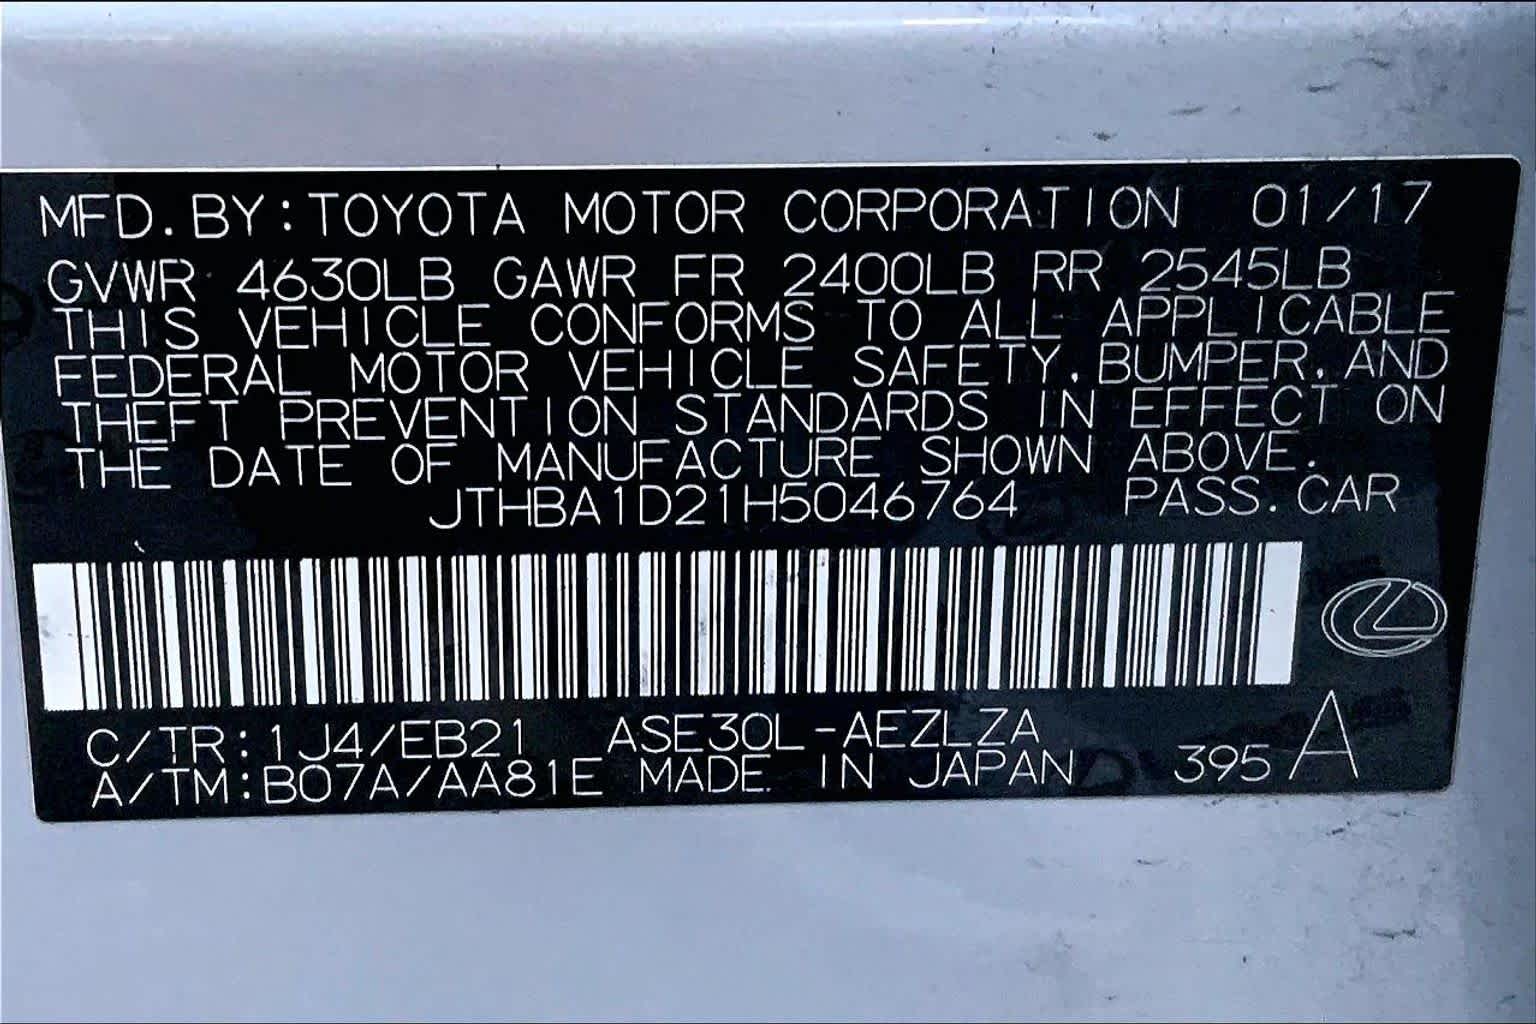 MFD. BY: TOYOTA MOTOR CORPORATION 01/17
GVWR 4630LB GAWR FR 2400LB RR 2545LB
THIS VEHICLE CONFORMS TO ALL APPLICABLE
FEDERAL MOTOR VEHICLE SAFETY, BUMPER, AND
THEFT PREVENTION STANDARDS IN EFFECT ON
THE DATE OF MANUFACTURE SHOWN ABOVE.
JTHBA1D21H5046764 PASS. CAR
C/TR: 1J4/EB21 ASE30L-AEZLZA
A/TM: B07A/AA81E MADE IN JAPAN 395 A